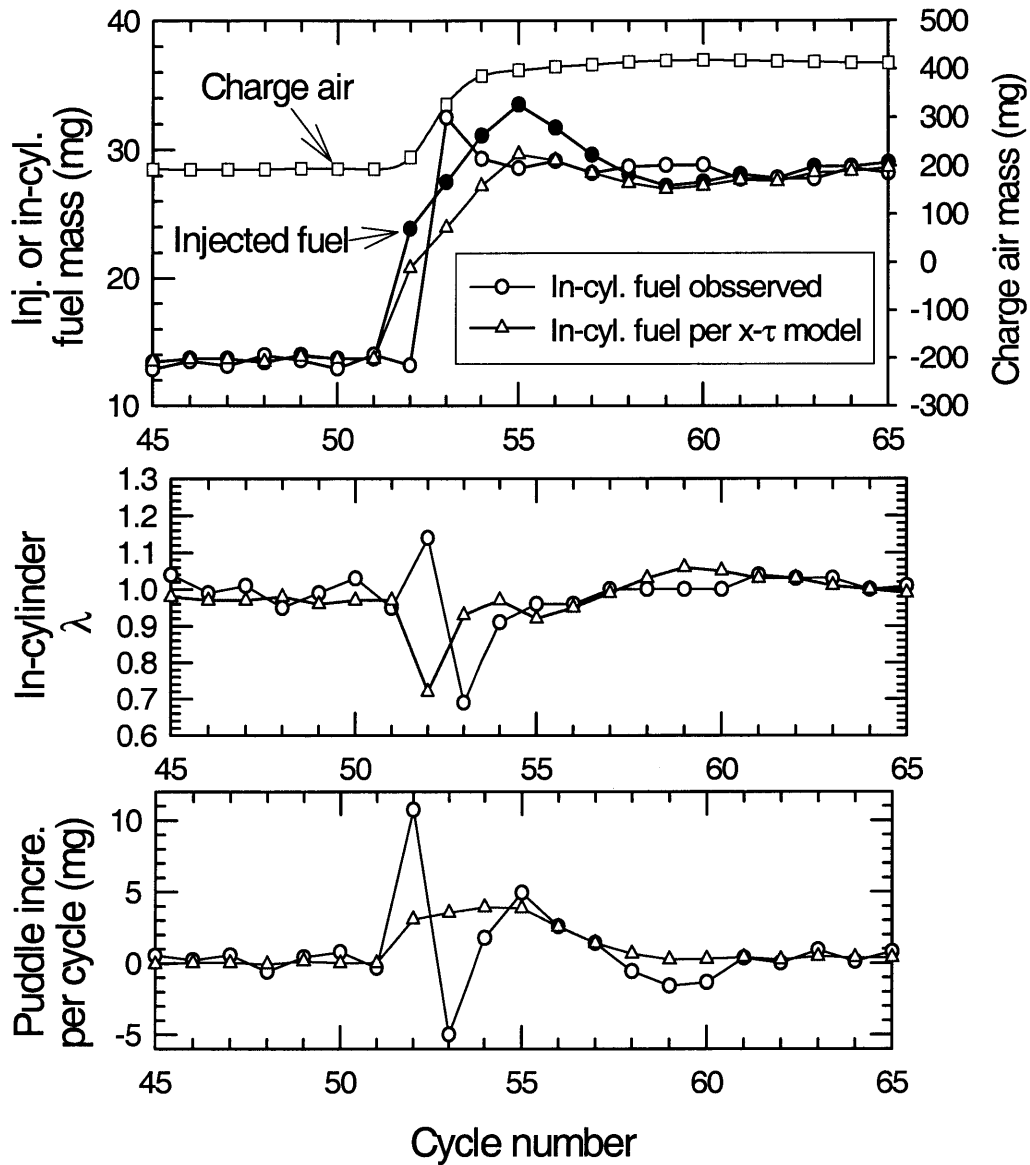 Inj. or in-cyl.
fuel mass (mg)
40
30
20
10
Charge air
Injected fuel
In-cyl. fuel obsserved
In-cyl. fuel per x-τ model
500
400
300
200
100
0
-100
-200
-300
Charge air mass (mg)
45 50 55 60 65
In-cylinder
λ
1.3
1.2
1.1
1.0
0.9
0.8
0.7
0.6
45 50 55 60 65
Puddle incre.
per cycle (mg)
10
5
0
-5
45 50 55 60 65
Cycle number